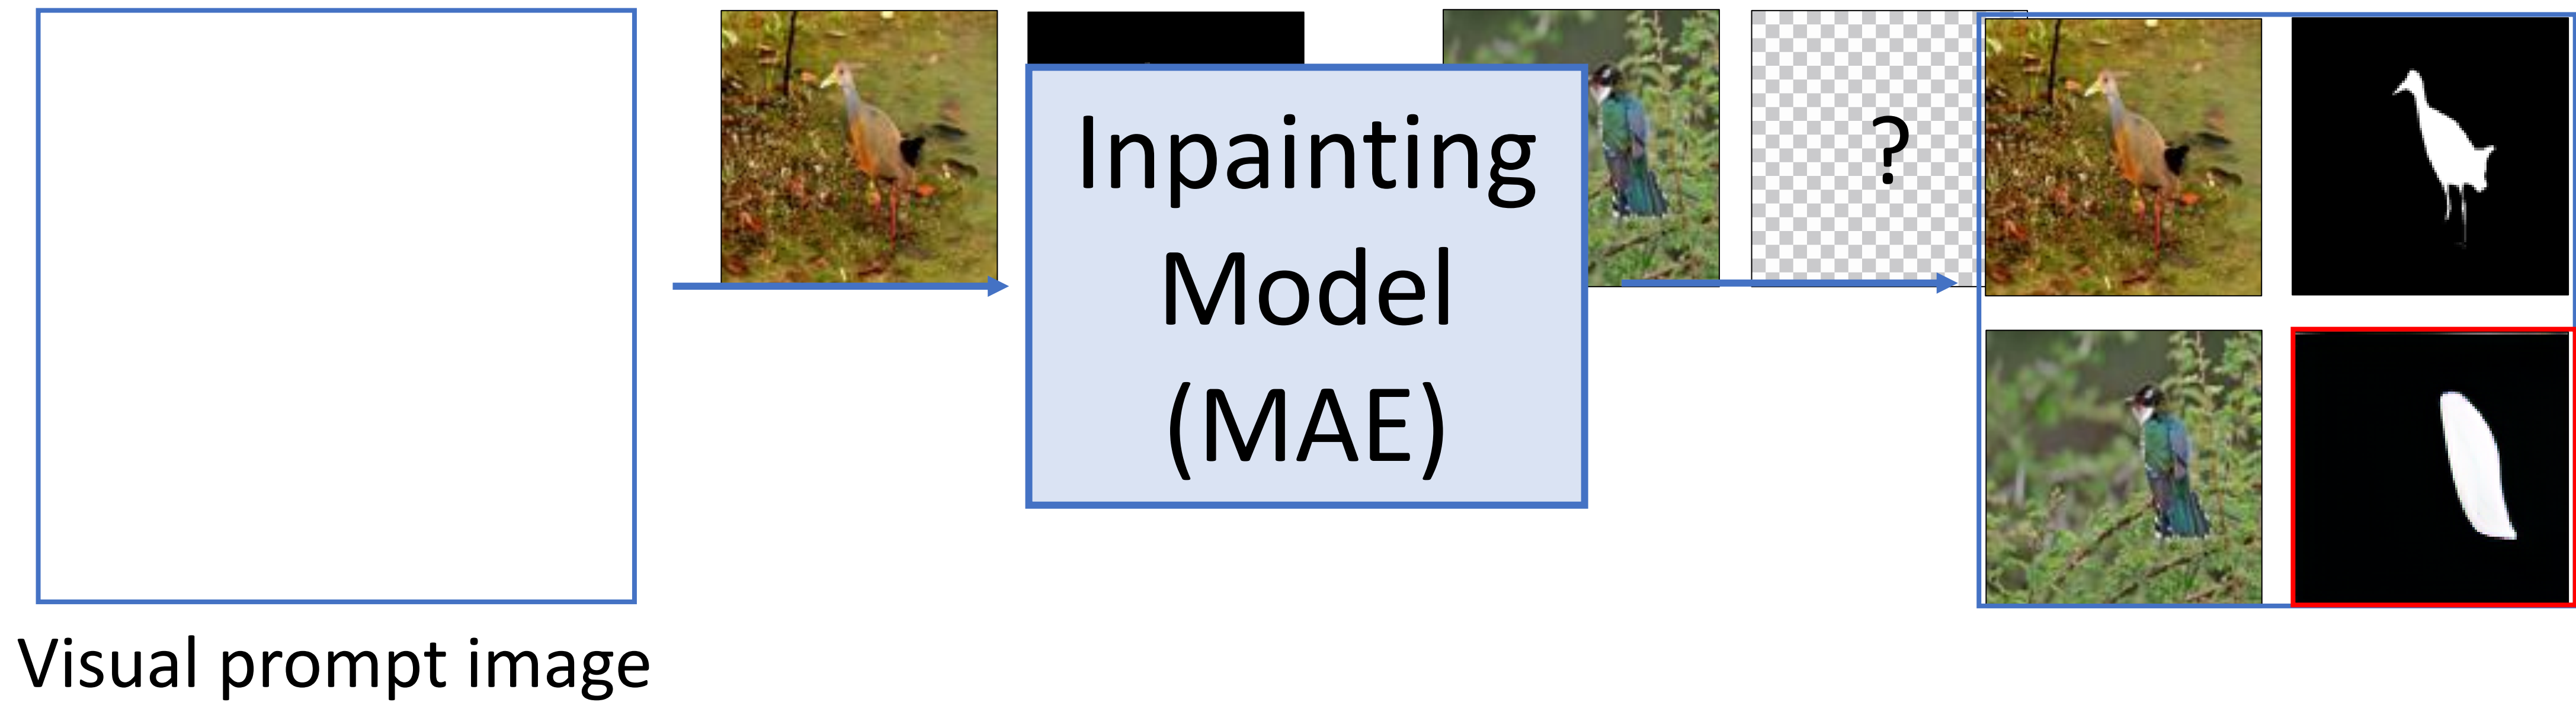 Inpainting
Model
(MAE)
?
Visual prompt image